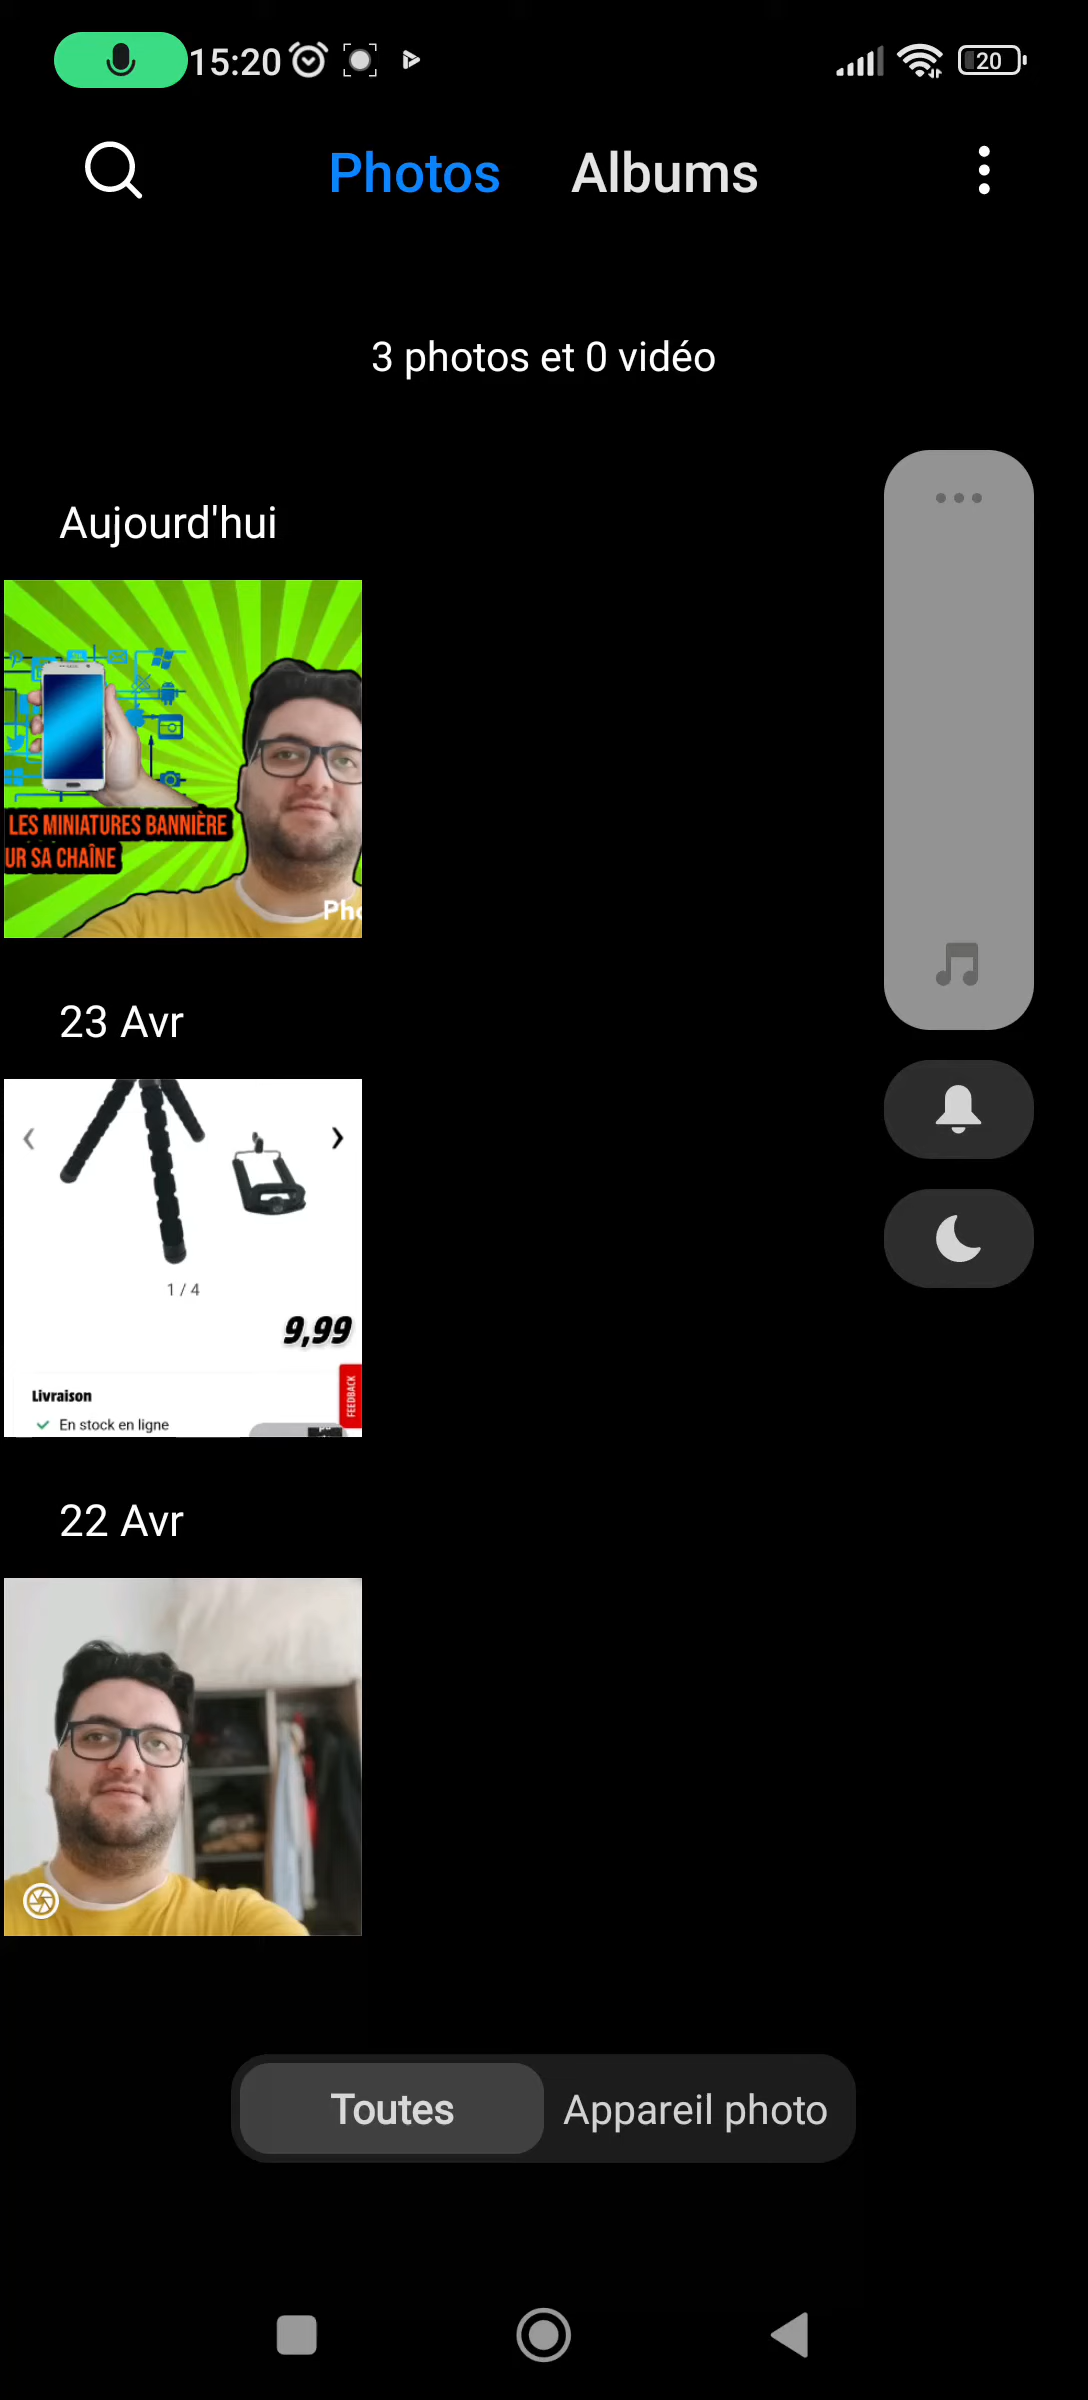 15:20
20
Photos
Albums
3 photos et 0 vidéo
Aujourd'hui
LES MINIATURES BANNIÈRE
UR SA CHAÎNE
Pho
23 Avr
1 / 4
9,99
FEEDBACK
Livraison
En stock en ligne
22 Avr
Toutes
Appareil photo